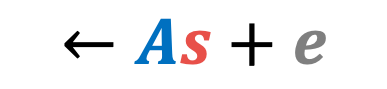 ← As + e